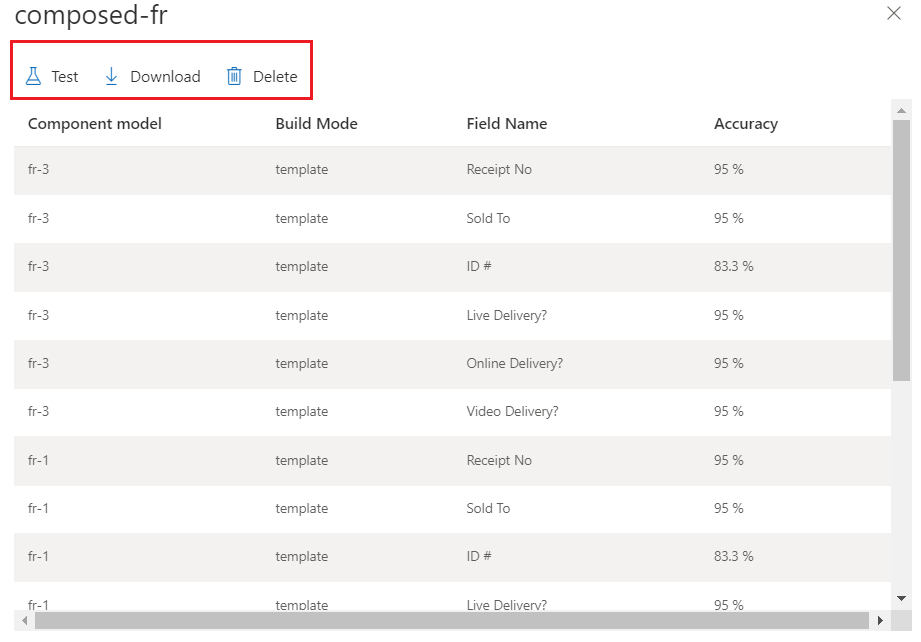 composed-fr
Test Download Delete
Component model Build Mode Field Name Accuracy
fr-3 template Receipt No 95 %
fr-3 template Sold To 95 %
fr-3 template ID # 83.3 %
fr-3 template Live Delivery? 95 %
fr-3 template Online Delivery? 95 %
fr-3 template Video Delivery? 95 %
fr-1 template Receipt No 95 %
fr-1 template Sold To 95 %
fr-1 template ID # 83.3 %
fr-1 template Live Delivery? 95 %